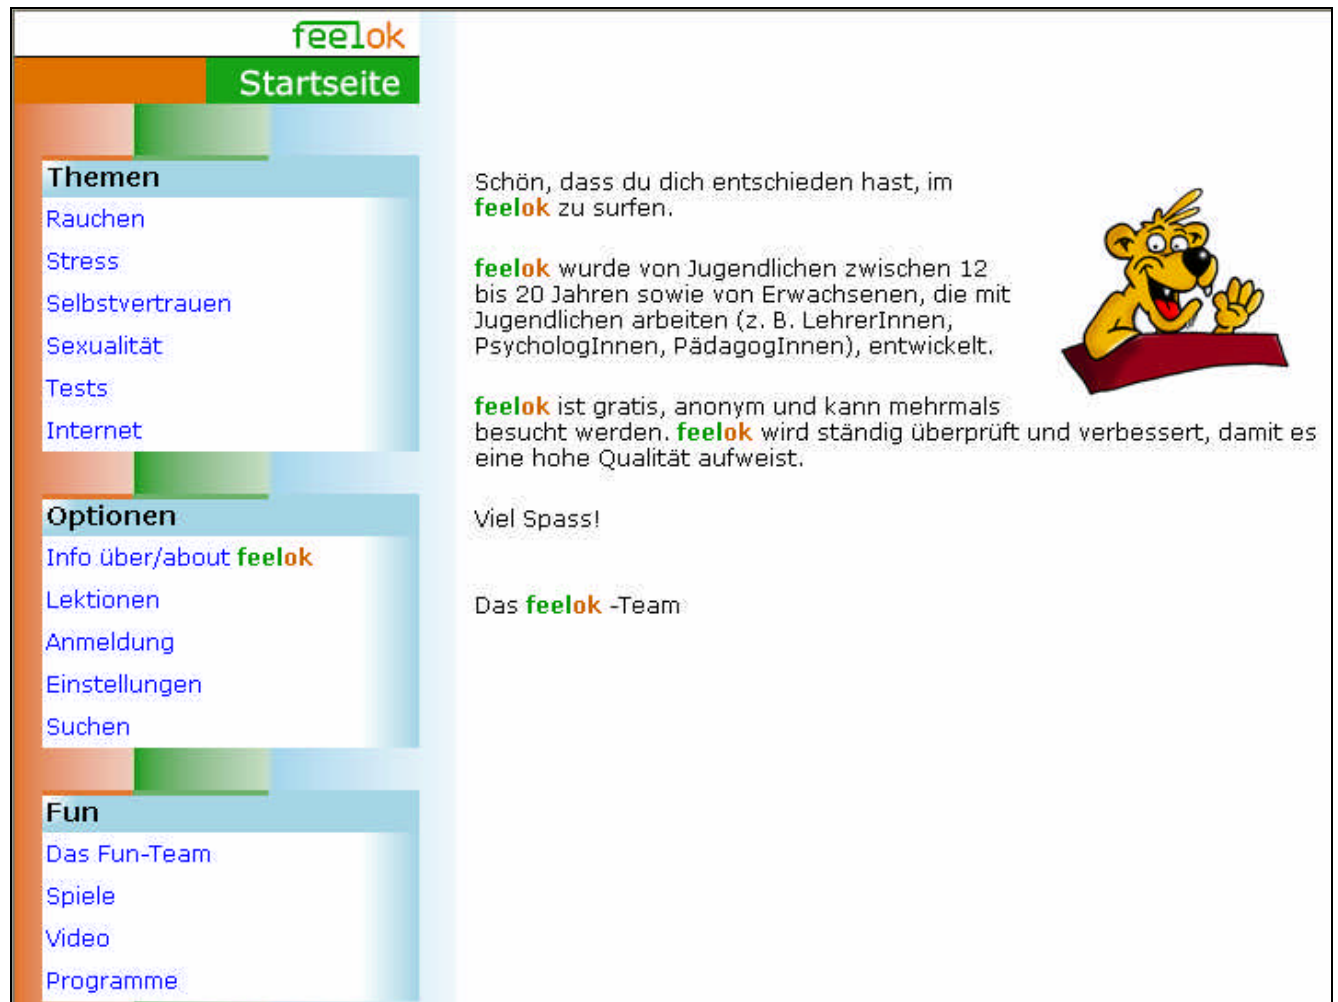 feelok
Startseite
Themen
Rauchen
Stress
Selbstvertrauen
Sexualität
Tests
Internet
Optionen
Info über/about feelok
Lektionen
Anmeldung
Einstellungen
Suchen
Fun
Das Fun-Team
Spiele
Video
Programme
Schön, dass du dich entschieden hast, im
feelok zu surfen.
feelok wurde von Jugendlichen zwischen 12
bis 20 Jahren sowie von Erwachsenen, die mit
Jugendlichen arbeiten (z. B. LehrerInnen,
PsychologInnen, PädagogInnen), entwickelt.
feelok ist gratis, anonym und kann mehrmals
besucht werden. feelok wird ständig überprüft und verbessert, damit es
eine hohe Qualität aufweist.
Viel Spass!
Das feelok -Team